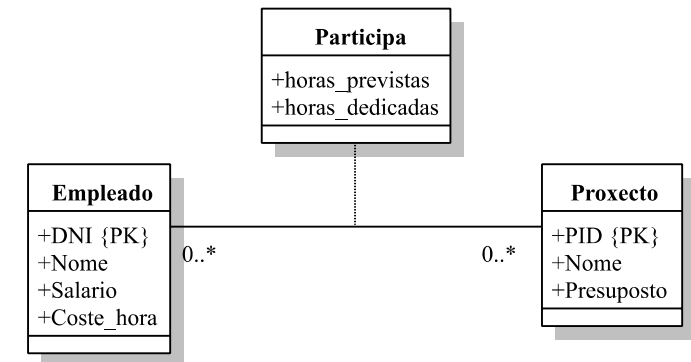 Participa
+horas_previstas
+horas_dedicadas
Empleado
+DNI {PK}
+Nome
+Salario
+Coste_hora
0..*
0..*
Proxecto
+PID {PK}
+Nome
+Presuposto